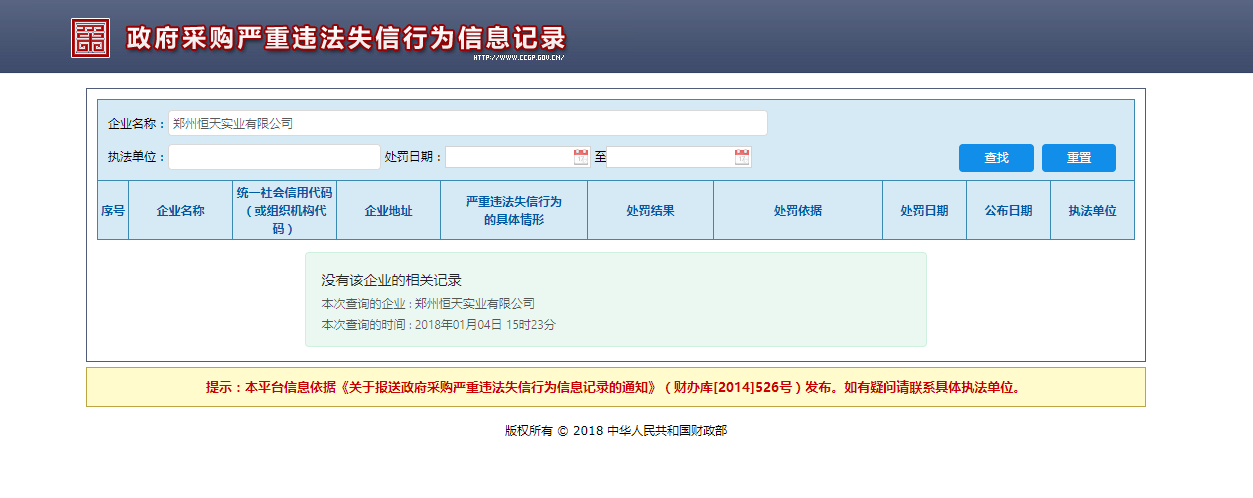 政府采购严重违法失信行为信息记录
HTTP://WWW.CCGP.GOV.CN/
企业名称：郑州恒天实业有限公司
执法单位： 处罚日期： 至 查找 重置
序号 企业名称 统一社会信用代码（或组织机构代码） 企业地址 严重违法失信行为的具体情形 处罚结果 处罚依据 处罚日期 公布日期 执法单位
没有该企业的相关记录
本次查询的企业 : 郑州恒天实业有限公司
本次查询的时间 : 2018年01月04日 15时23分
提示：本平台信息依据《关于报送政府采购严重违法失信行为信息记录的通知》（财办库[2014]526号）发布。如有疑问请联系具体执法单位。
版权所有 © 2018 中华人民共和国财政部